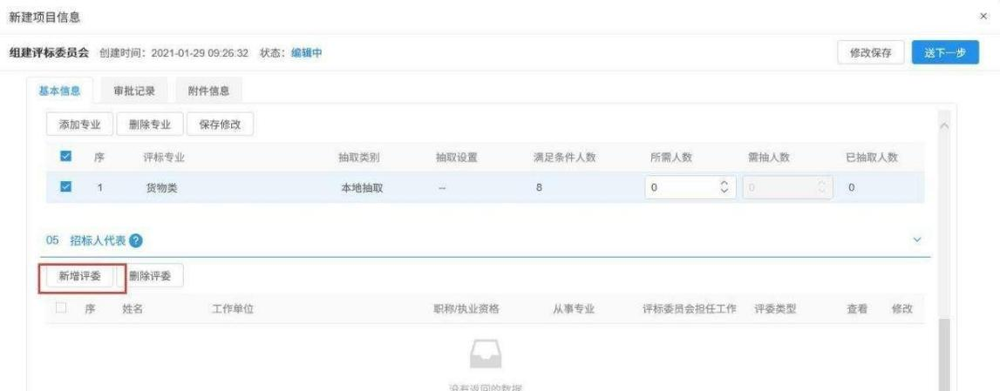 新建项目信息 ×
组建评标委员会 创建时间：2021-01-29 09:26:32 状态：编辑中 修改保存 送下一步
基本信息 审批记录 附件信息
添加专业 删除专业 保存修改
序 评标专业 抽取类别 抽取设置 满足条件人数 所需人数 需抽人数 已抽取人数
1 货物类 本地抽取 -- 8 0 0 0
05 招标人代表 ?
新增评委 删除评委
序 姓名 工作单位 职称/执业资格 从事专业 评标委员会担任工作 评委类型 查看 修改
没有返回的数据